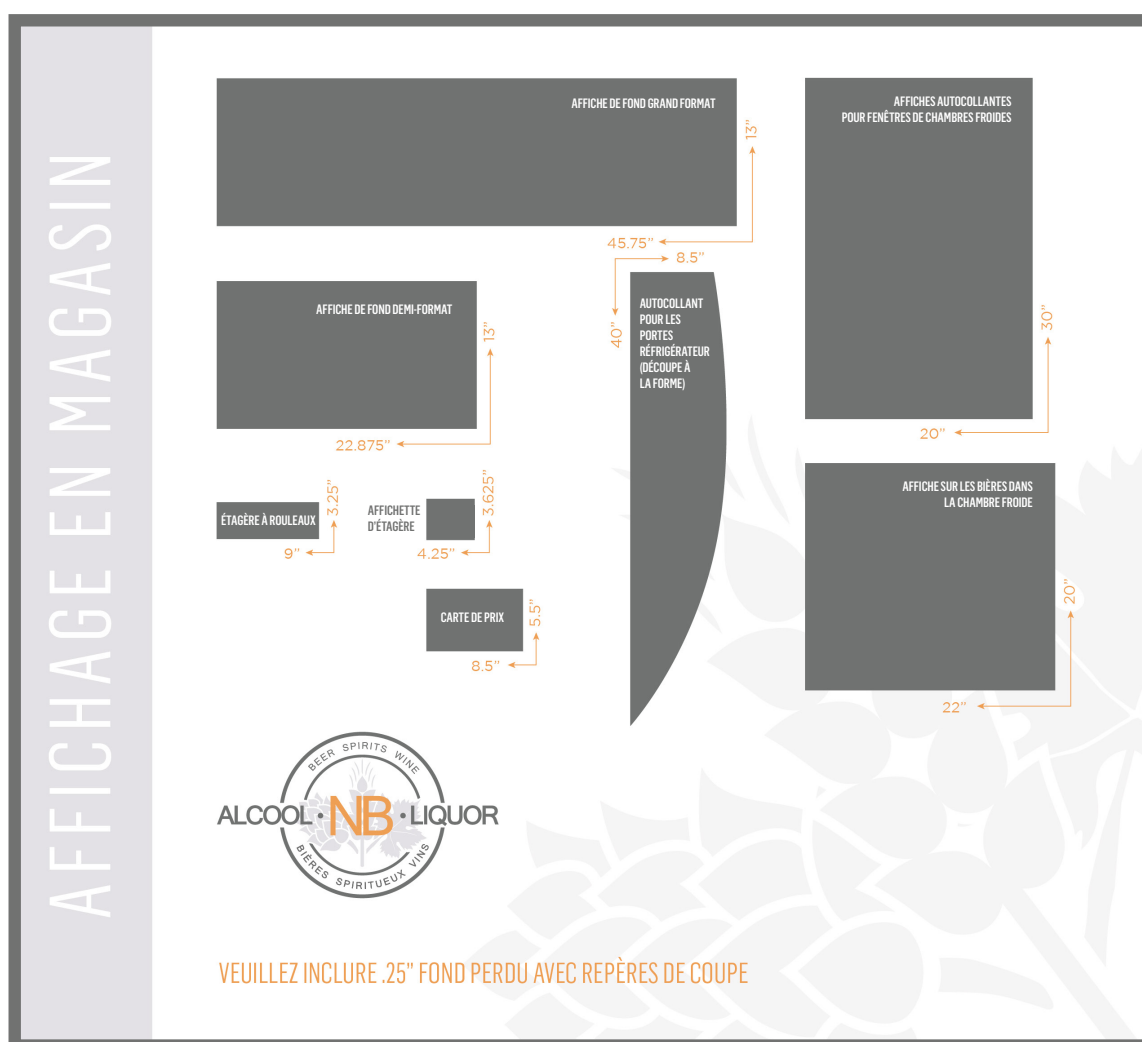 AFFICHAGE EN MAGASIN
AFFICHE DE FOND GRAND FORMAT
13"
45.75"
AFFICHES AUTOCOLLANTES
POUR FENÊTRES DE CHAMBRES FROIDES
30"
20"
AFFICHE DE FOND DEMI-FORMAT
13"
22.875"
8.5"
40"
AUTOCOLLANT
POUR LES
PORTES
RÉFRIGÉRATEUR
(DÉCOUPE À
LA FORME)
ÉTAGÈRE À ROULEAUX
3.25"
9"
AFFICHETTE
D'ÉTAGÈRE
3.625"
4.25"
CARTE DE PRIX
5.5"
8.5"
AFFICHE SUR LES BIÈRES DANS
LA CHAMBRE FROIDE
20"
22"
BEER SPIRITS WINE
ALCOOL · NB · LIQUOR
BIÈRES SPIRITUEUX VINS
VEUILLEZ INCLURE .25" FOND PERDU AVEC REPÈRES DE COUPE